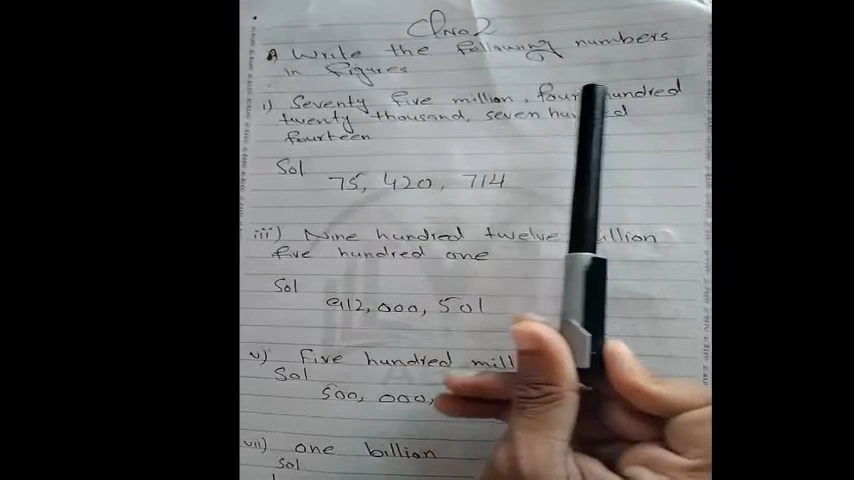 Q No 2
Write the following numbers
in figures
i) Seventy five million, four hundred
twenty thousand, seven hundred
fourteen
Sol
75, 420, 714
iii) Nine hundred twelve
five hundred one
Sol
912,000, 501
v) five hundred
Sol
500, 000,
vii) one billion
Sol